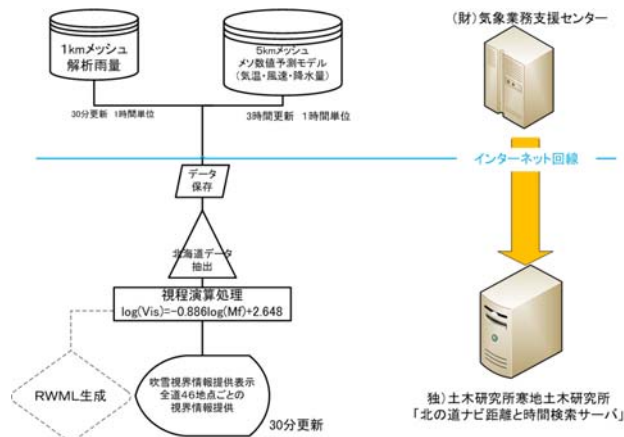 1kmメッシュ
解析雨量
5kmメッシュ
メソ数値予測モデル
(気温・風速・降水量)
30分更新 1時間単位
3時間更新 1時間単位
(財)気象業務支援センター
インターネット回線
データ
保存
北海道データ
抽出
視程演算処理
log(Vis)=-0.886log(Mf)+2.648
RWML生成
吹雪視界情報提供表示
全道46地点ごとの
視界情報提供
30分更新
独)土木研究所寒地土木研究所
「北の道ナビ距離と時間検索サーバ」